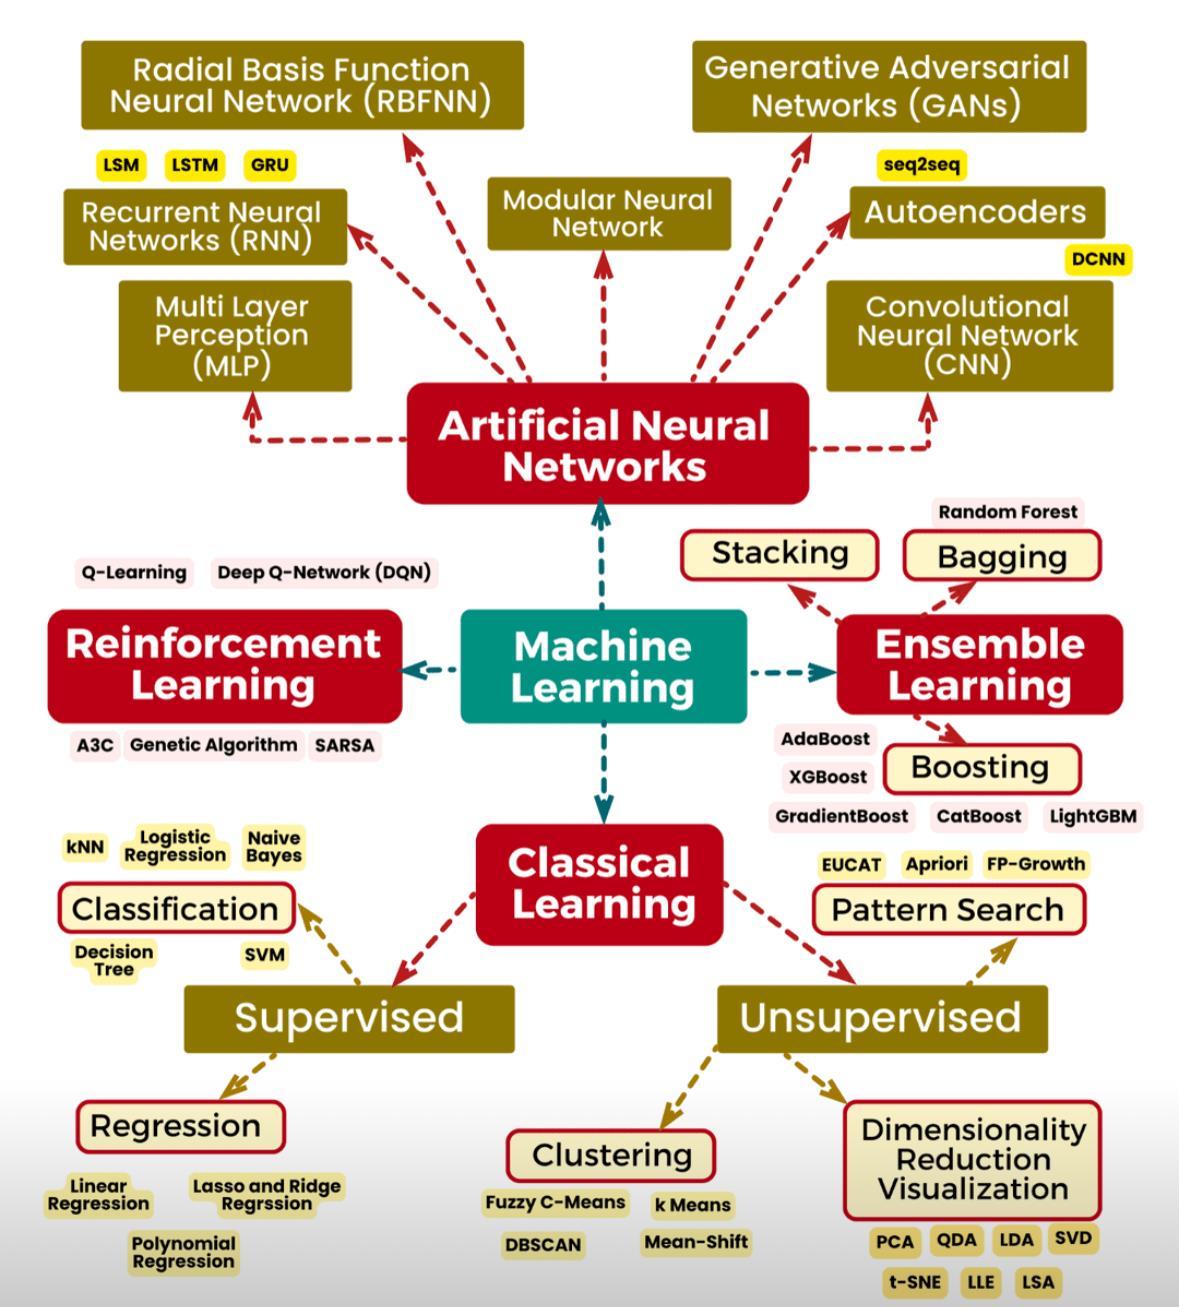 Radial Basis Function
Neural Network (RBFNN)
Generative Adversarial
Networks (GANs)
LSM
LSTM
GRU
seq2seq
Recurrent Neural
Networks (RNN)
Modular Neural
Network
Autoencoders
DCNN
Multi Layer
Perception
(MLP)
Convolutional
Neural Network
(CNN)
Artificial Neural
Networks
Random Forest
Stacking
Bagging
Q-Learning
Deep Q-Network (DQN)
Reinforcement
Learning
Machine
Learning
Ensemble
Learning
A3C
Genetic Algorithm
SARSA
AdaBoost
XGBoost
Boosting
GradientBoost
CatBoost
LightGBM
kNN
Logistic
Regression
Naive
Bayes
Classical
Learning
EUCAT
Apriori
FP-Growth
Classification
Pattern Search
Decision
Tree
SVM
Supervised
Unsupervised
Regression
Clustering
Dimensionality
Reduction
Visualization
Linear
Regression
Lasso and Ridge
Regrssion
Polynomial
Regression
Fuzzy C-Means
k Means
DBSCAN
Mean-Shift
PCA
QDA
LDA
SVD
t-SNE
LLE
LSA